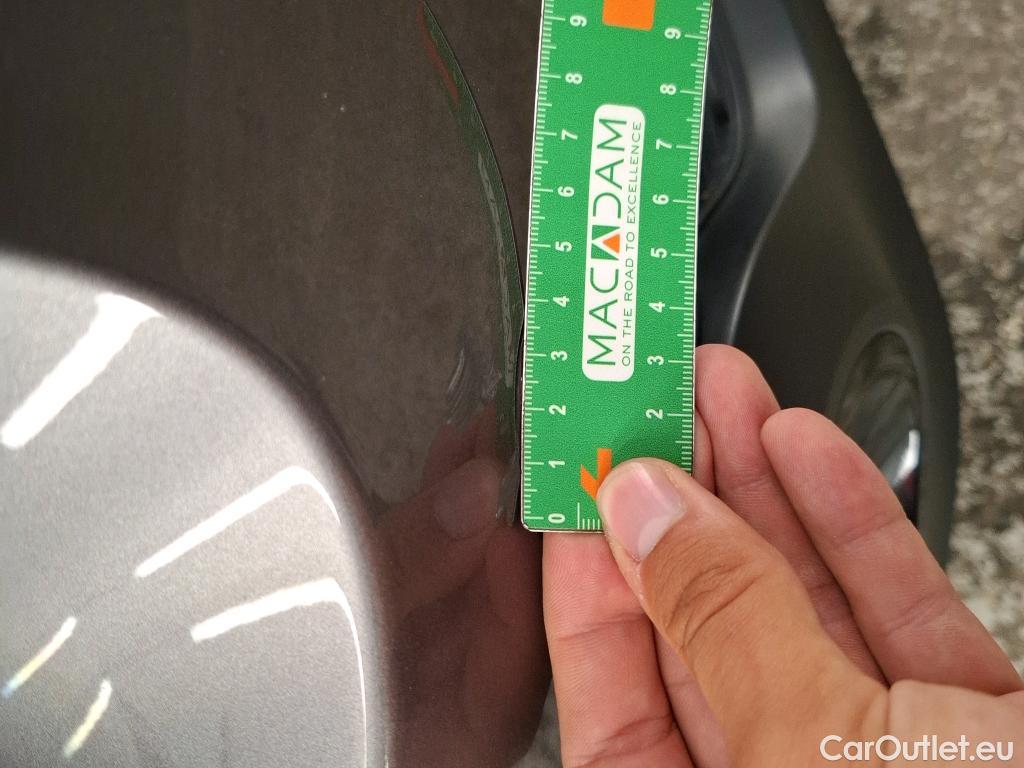 MACADAM
ON THE ROAD TO EXCELLENCE
0 1 2 3 4 5 6 7 8 9
2 3 4 5 6 7 8 9
CarOutlet.eu